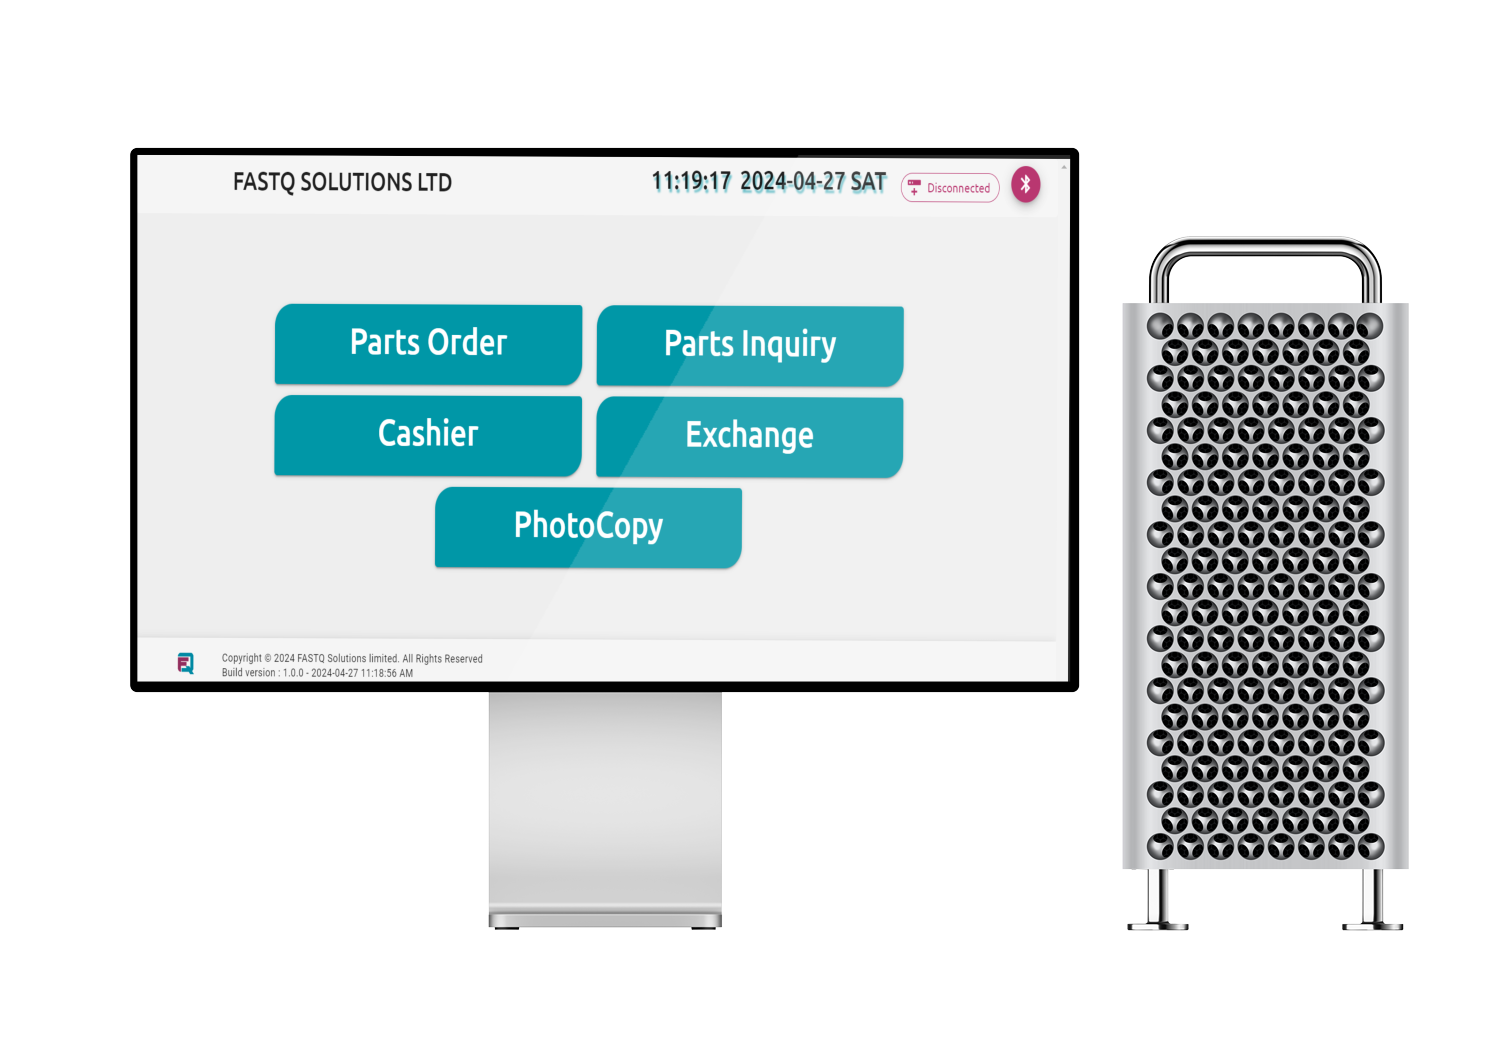 FASTQ SOLUTIONS LTD
11:19:17 2024-04-27 SAT
Disconnected
Parts Order
Parts Inquiry
Cashier
Exchange
PhotoCopy
Copyright © 2024 FASTQ Solutions limited. All Rights Reserved
Build version : 1.0.0 - 2024-04-27 11:18:56 AM